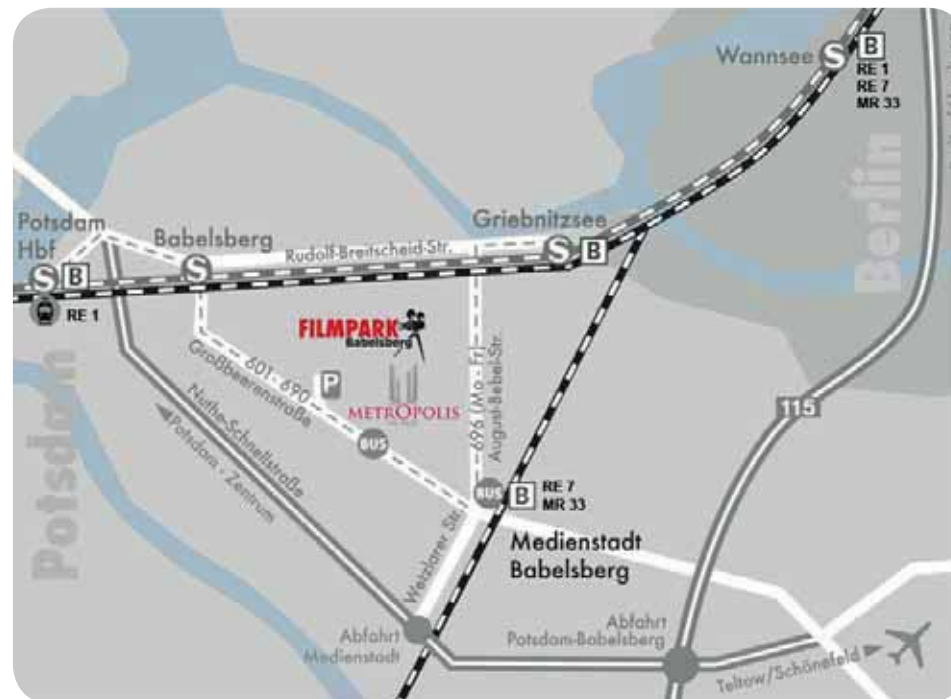 Wannsee
S
B
RE 1
RE 7
MR 33
Berlin
Potsdam
Hbf
S
B
RE 1
Babelsberg
S
Rudolf-Breitscheid-Str.
Griebnitzsee
S
B
FILMPARK
Babelsberg
P
METROPOLIS
601 - 690
Großbeerenstraße
BUS
696 (Mo - Fr)
August-Bebel-Str.
115
Nuthe-Schnellstraße
Potsdam - Zentrum
Potsdam
BUS
B
RE 7
MR 33
Medienstadt
Babelsberg
Wetzlarer Str.
Abfahrt
Medienstadt
Abfahrt
Potsdam-Babelsberg
Teltow/Schönefeld